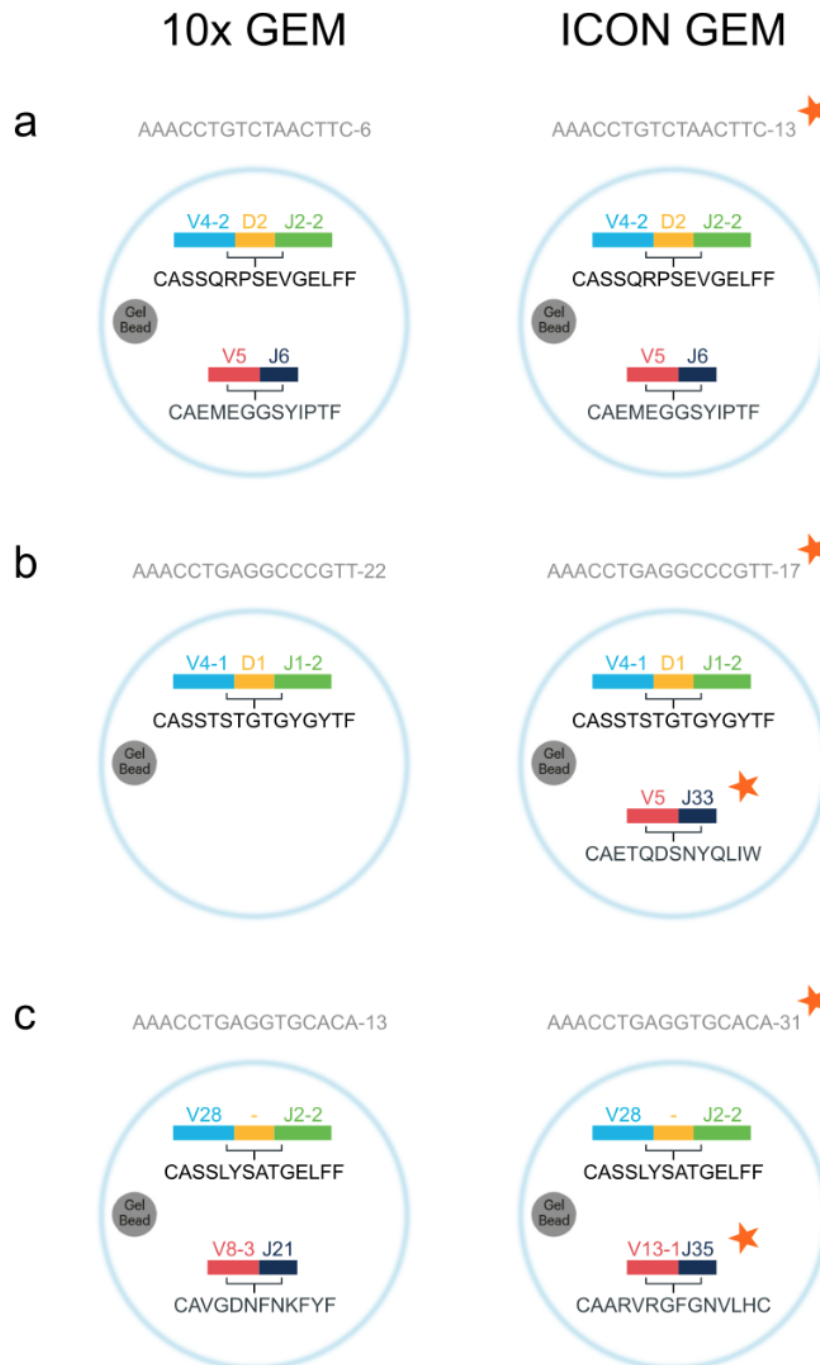 10x GEM ICON GEM
a
AAACCTGTCTAACTTC-6 AAACCTGTCTAACTTC-13
V4-2 D2 J2-2 V4-2 D2 J2-2
CASSQRPSEVGELFF CASSQRPSEVGELFF
Gel Bead Gel Bead
V5 J6 V5 J6
CAEMEGGSYIPTF CAEMEGGSYIPTF
b
AAACCTGAGGCCCGTT-22 AAACCTGAGGCCCGTT-17
V4-1 D1 J1-2 V4-1 D1 J1-2
CASSTSTGTGYGYTF CASSTSTGTGYGYTF
Gel Bead Gel Bead
V5 J33
CAETQDSNYQLIW
c
AAACCTGAGGTGCACA-13 AAACCTGAGGTGCACA-31
V28 - J2-2 V28 - J2-2
CASSLYSATGELFF CASSLYSATGELFF
Gel Bead Gel Bead
V8-3 J21 V13-1 J35
CAVGDNFNKFYF CAARVRGFGNVLHC